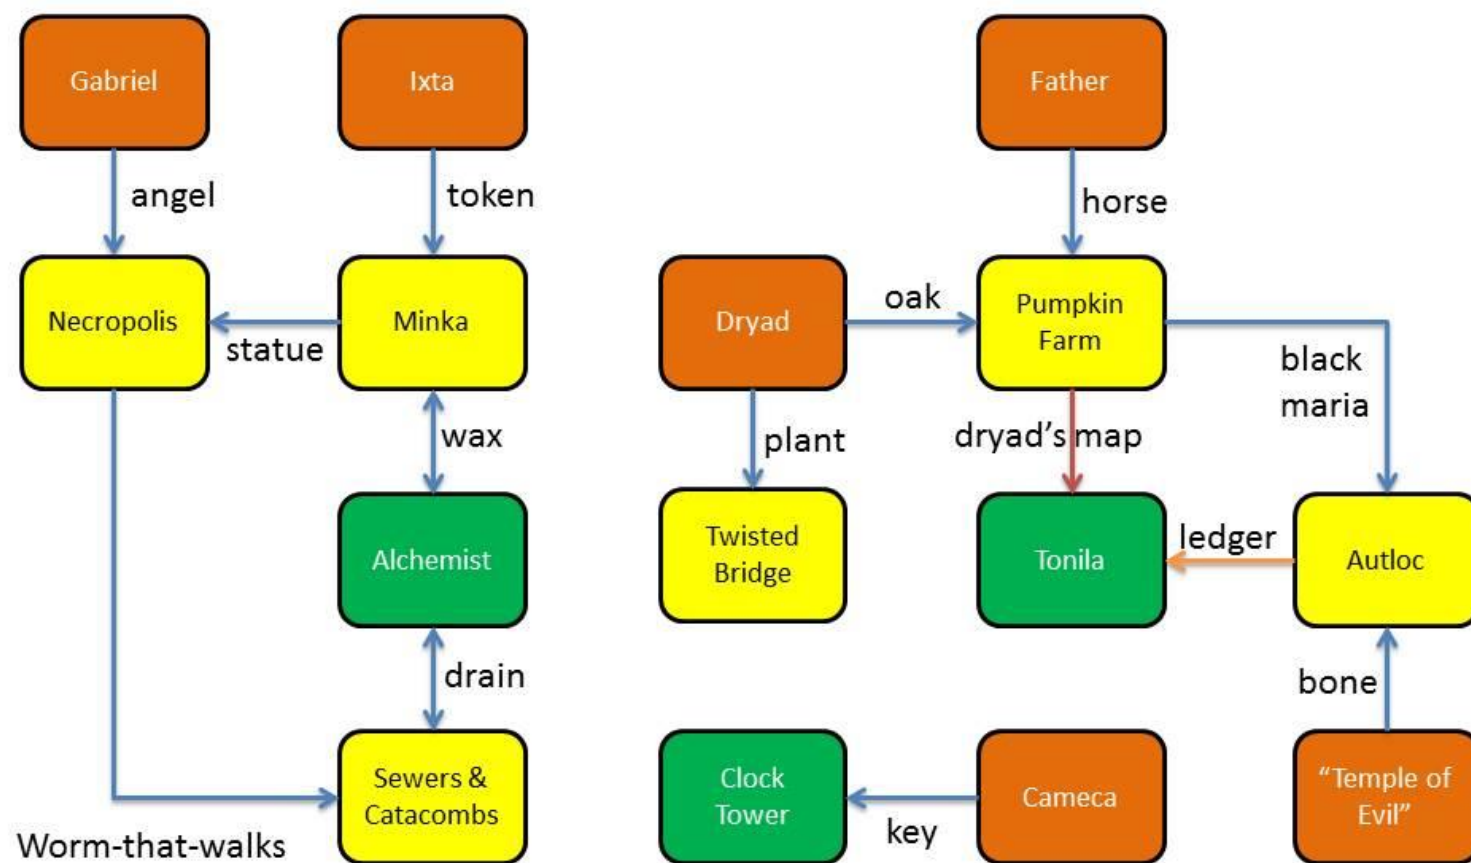 Gabriel
Ixta
Father
angel
token
horse
Necropolis
statue
Minka
Dryad
oak
Pumpkin
Farm
black
maria
wax
plant
dryad's map
Alchemist
Twisted
Bridge
Tonila
ledger
Autloc
drain
bone
Sewers &
Catacombs
Clock
Tower
key
Cameca
“Temple of
Evil”
Worm-that-walks